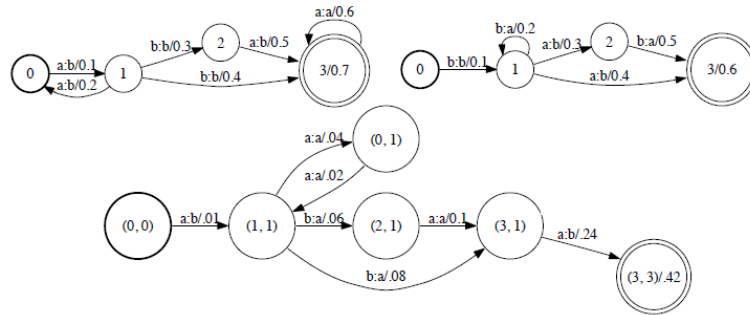 a:a/0.6
b:a/0.2
b:b/0.3 2 a:b/0.5
a:b/0.3 2 b:a/0.5
0 a:b/0.1 1 3/0.7
a:b/0.2 b:b/0.4
0 b:b/0.1 1 3/0.6
a:b/0.4
a:a/.04 (0, 1)
a:a/.02
(0, 0) a:b/.01 (1, 1) b:a/.06 (2, 1) a:a/0.1 (3, 1)
a:b/.24
b:a/.08
(3, 3)/.42